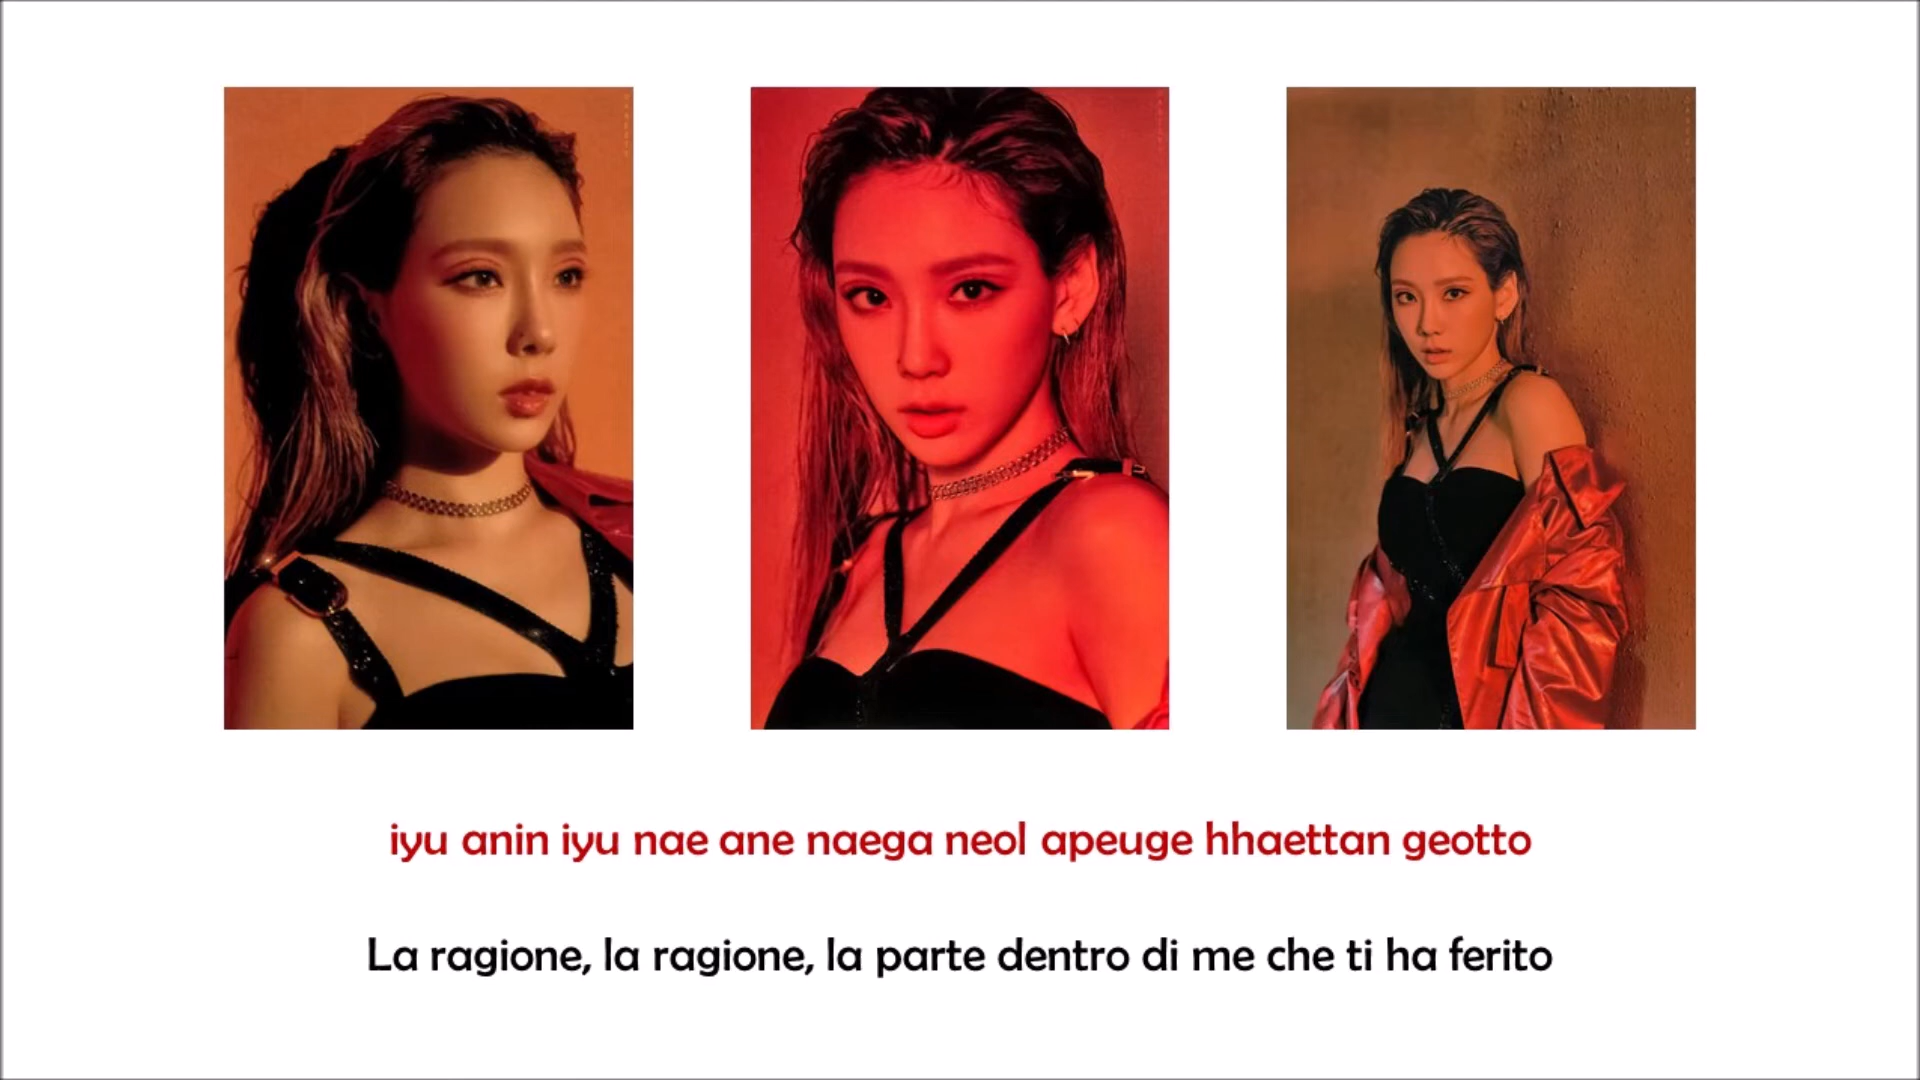 iyu anin iyu nae ane naega neol apeuge hhaettan geotto
La ragione, la ragione, la parte dentro di me che ti ha ferito